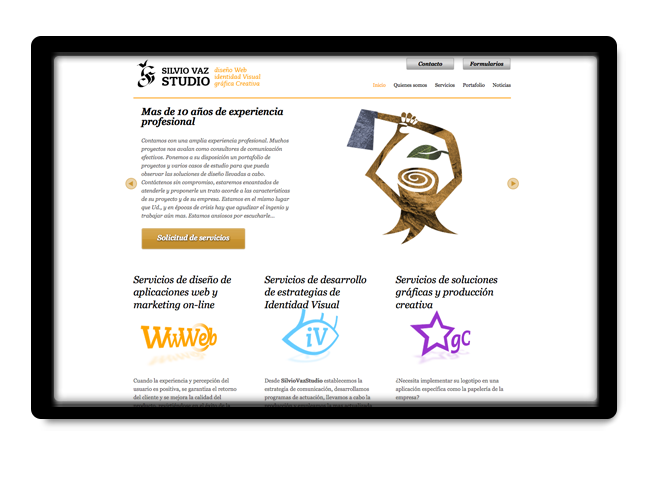 SILVIO VAZ
STUDIO
diseño Web
identidad Visual
gráfica Creativa
Contacto
Formularios
Inicio Quienes somos Servicios Portafolio Noticias
Mas de 10 años de experiencia
profesional
Contamos con una amplia experiencia profesional. Muchos
proyectos nos avalan como consultores de comunicación
efectivos. Ponemos a su disposición un portafolio de
proyectos y varios casos de estudio para que pueda
observar las soluciones de diseño llevadas a cabo.
Contáctenos sin compromiso, estaremos encantados de
atenderle y proponerle un trato acorde a las características
de su proyecto y de su empresa. Estamos en el mismo lugar
que Ud., y en épocas de crisis hay que agudizar el ingenio y
trabajar aún mas. Estamos ansiosos por escucharle...
Solicitud de servicios
Servicios de diseño de
aplicaciones web y
marketing on-line
WiWeb
Cuando la experiencia y percepción del
usuario es positiva, se garantiza el retorno
del cliente y se mejora la calidad del
Servicios de desarrollo
de estrategias de
Identidad Visual
iV
Desde SilvioVazStudio establecemos la
estrategia de comunicación, desarrollamos
programas de actuación, llevamos a cabo la
Servicios de soluciones
gráficas y producción
creativa
gc
¿Necesita implementar su logotipo en una
aplicación específica como la papelería de la
empresa?